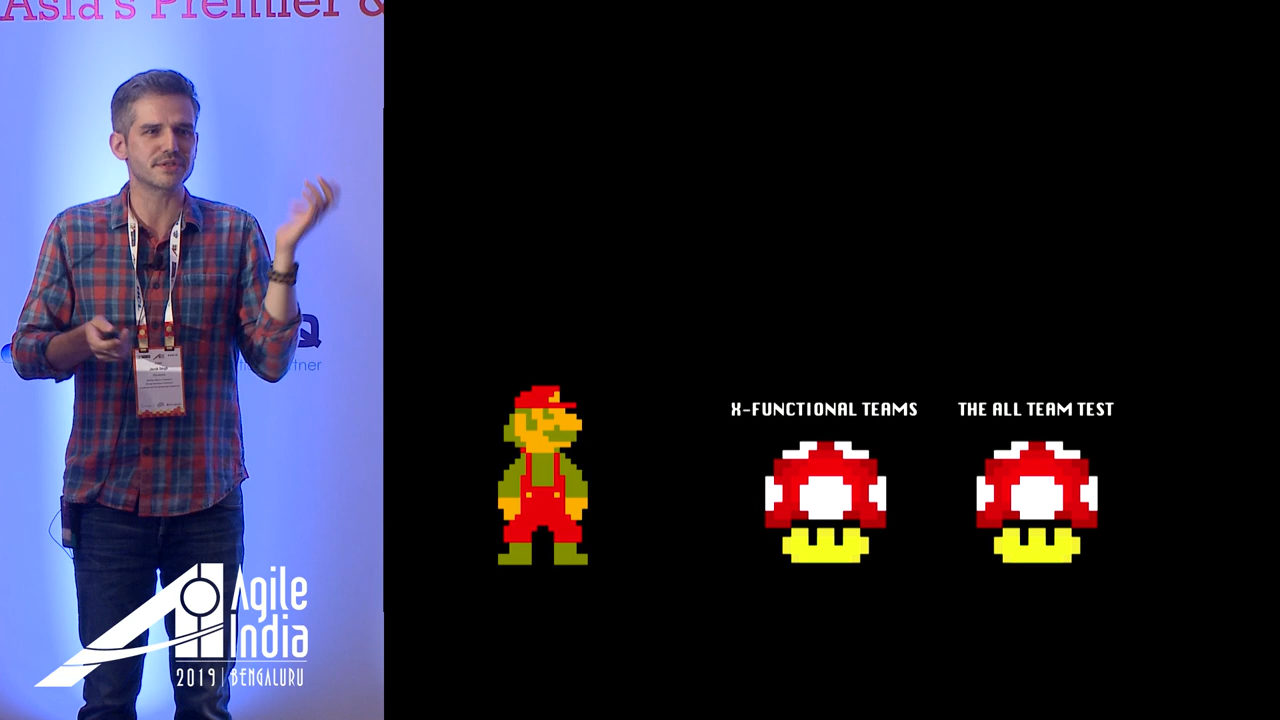 Asia's Premier &
Q
X-FUNCTIONAL TEAMS
THE ALL TEAM TEST
Agile
India
2019 | BENGALURU